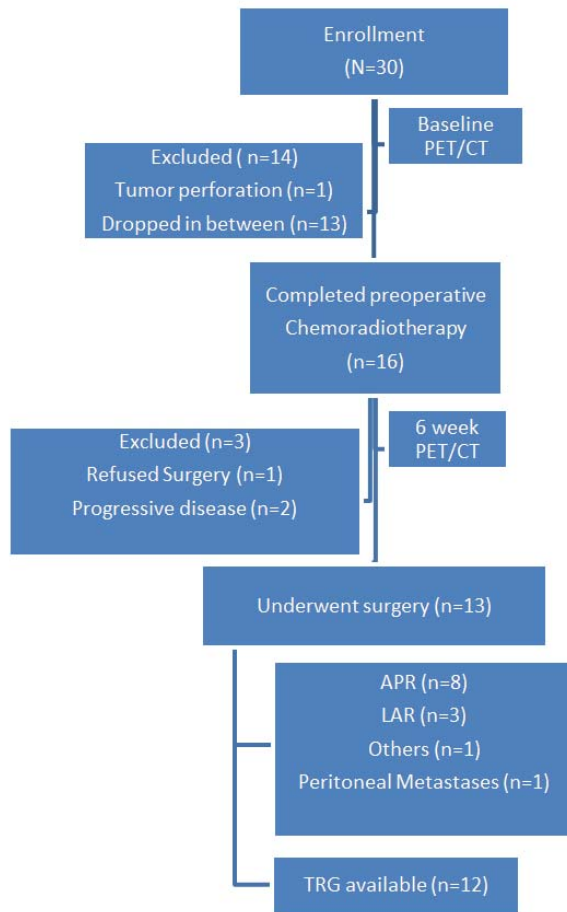 Enrollment
(N=30)
Baseline
PET/CT
Excluded ( n=14)
Tumor perforation (n=1)
Dropped in between (n=13)
Completed preoperative
Chemoradiotherapy
(n=16)
6 week
PET/CT
Excluded (n=3)
Refused Surgery (n=1)
Progressive disease (n=2)
Underwent surgery (n=13)
APR (n=8)
LAR (n=3)
Others (n=1)
Peritoneal Metastases (n=1)
TRG available (n=12)